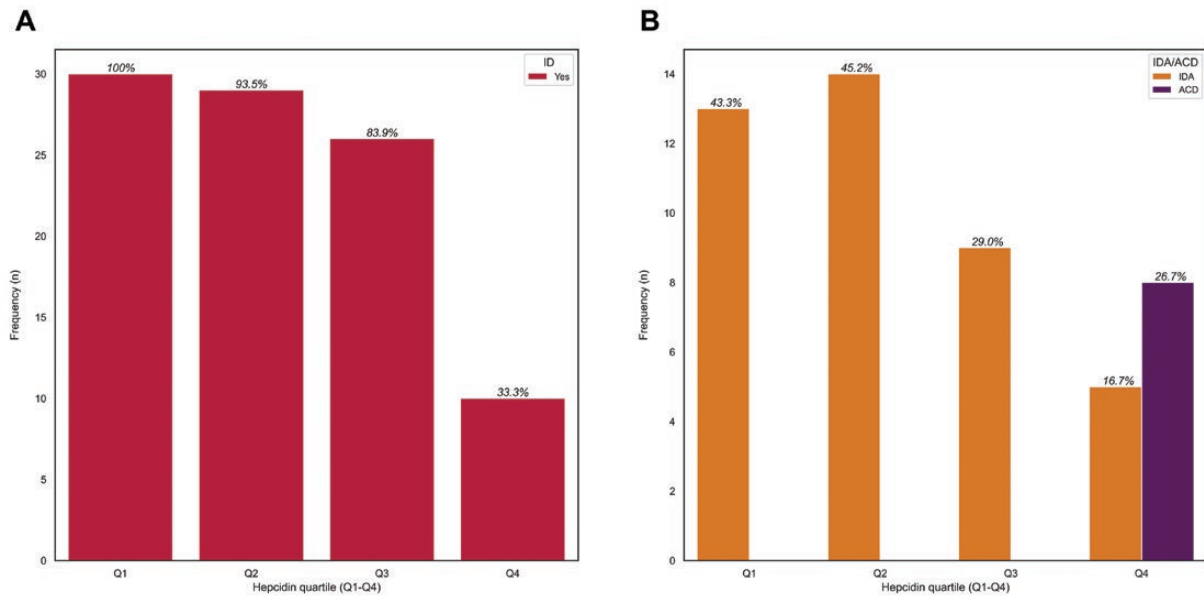 A
ID
Yes
100%
93.5%
83.9%
33.3%
30
25
20
15
10
5
0
Frequency (n)
Q1 Q2 Q3 Q4
Hepcidin quartile (Q1-Q4)
B
IDA/ACD
IDA
ACD
43.3%
45.2%
29.0%
16.7%
26.7%
14
12
10
8
6
4
2
0
Frequency (n)
Q1 Q2 Q3 Q4
Hepcidin quartile (Q1-Q4)